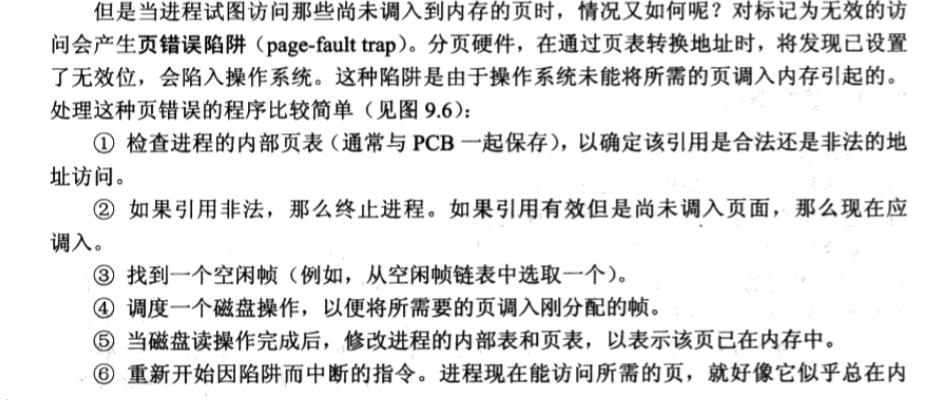 但是当进程试图访问那些尚未调入到内存的页时，情况又如何呢？对标记为无效的访
问会产生页错误陷阱（page-fault trap）。分页硬件，在通过页表转换地址时，将发现已设置
了无效位，会陷入操作系统。这种陷阱是由于操作系统未能将所需的页调入内存引起的。
处理这种页错误的程序比较简单（见图 9.6）：
① 检查进程的内部页表（通常与 PCB 一起保存），以确定该引用是合法还是非法的地
址访问。
② 如果引用非法，那么终止进程。如果引用有效但是尚未调入页面，那么现在应
调入。
③ 找到一个空闲帧（例如，从空闲帧链表中选取一个）。
④ 调度一个磁盘操作，以便将所需要的页调入刚分配的帧。
⑤ 当磁盘读操作完成后，修改进程的内部表和页表，以表示该页已在内存中。
⑥ 重新开始因陷阱而中断的指令。进程现在能访问所需的页，就好像它似乎总在内